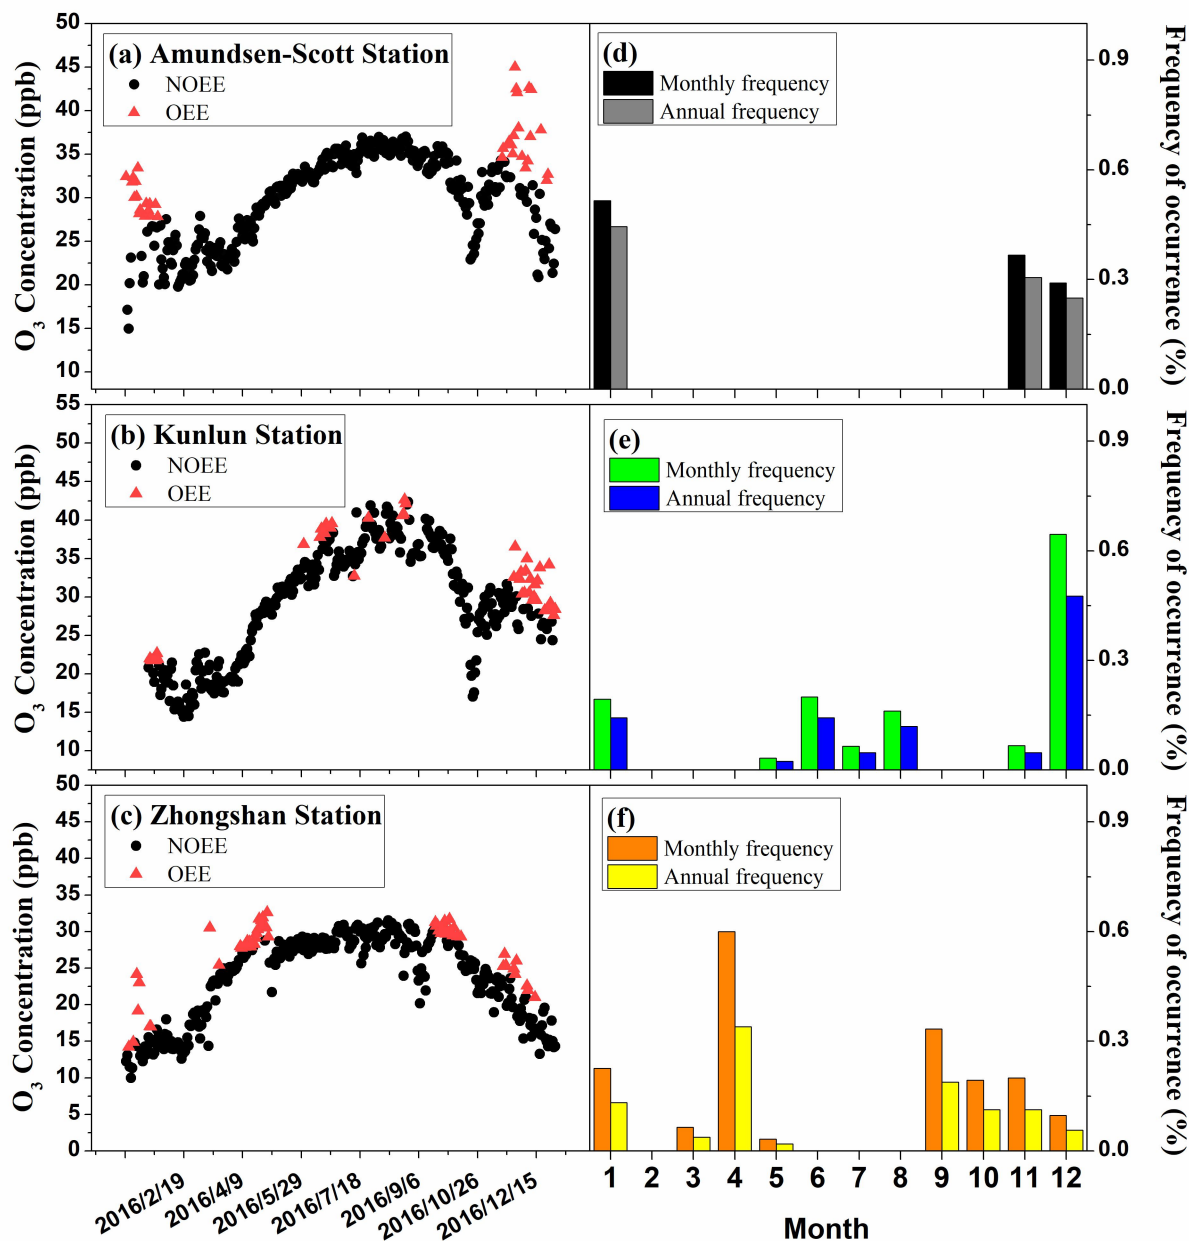 (a) Amundsen-Scott Station
NOEE
OEE
50
45
40
35
30
25
20
15
10
O3 Concentration (ppb)
(d)
Monthly frequency
Annual frequency
0.9
0.6
0.3
0.0
Frequency of occurrence (%)
(b) Kunlun Station
NOEE
OEE
55
50
45
40
35
30
25
20
15
10
O3 Concentration (ppb)
(e)
Monthly frequency
Annual frequency
0.9
0.6
0.3
0.0
Frequency of occurrence (%)
(c) Zhongshan Station
NOEE
OEE
50
45
40
35
30
25
20
15
10
5
0
O3 Concentration (ppb)
2016/2/19
2016/4/9
2016/5/29
2016/7/18
2016/9/6
2016/10/26
2016/12/15
(f)
Monthly frequency
Annual frequency
0.9
0.6
0.3
0.0
Frequency of occurrence (%)
1 2 3 4 5 6 7 8 9 10 11 12
Month